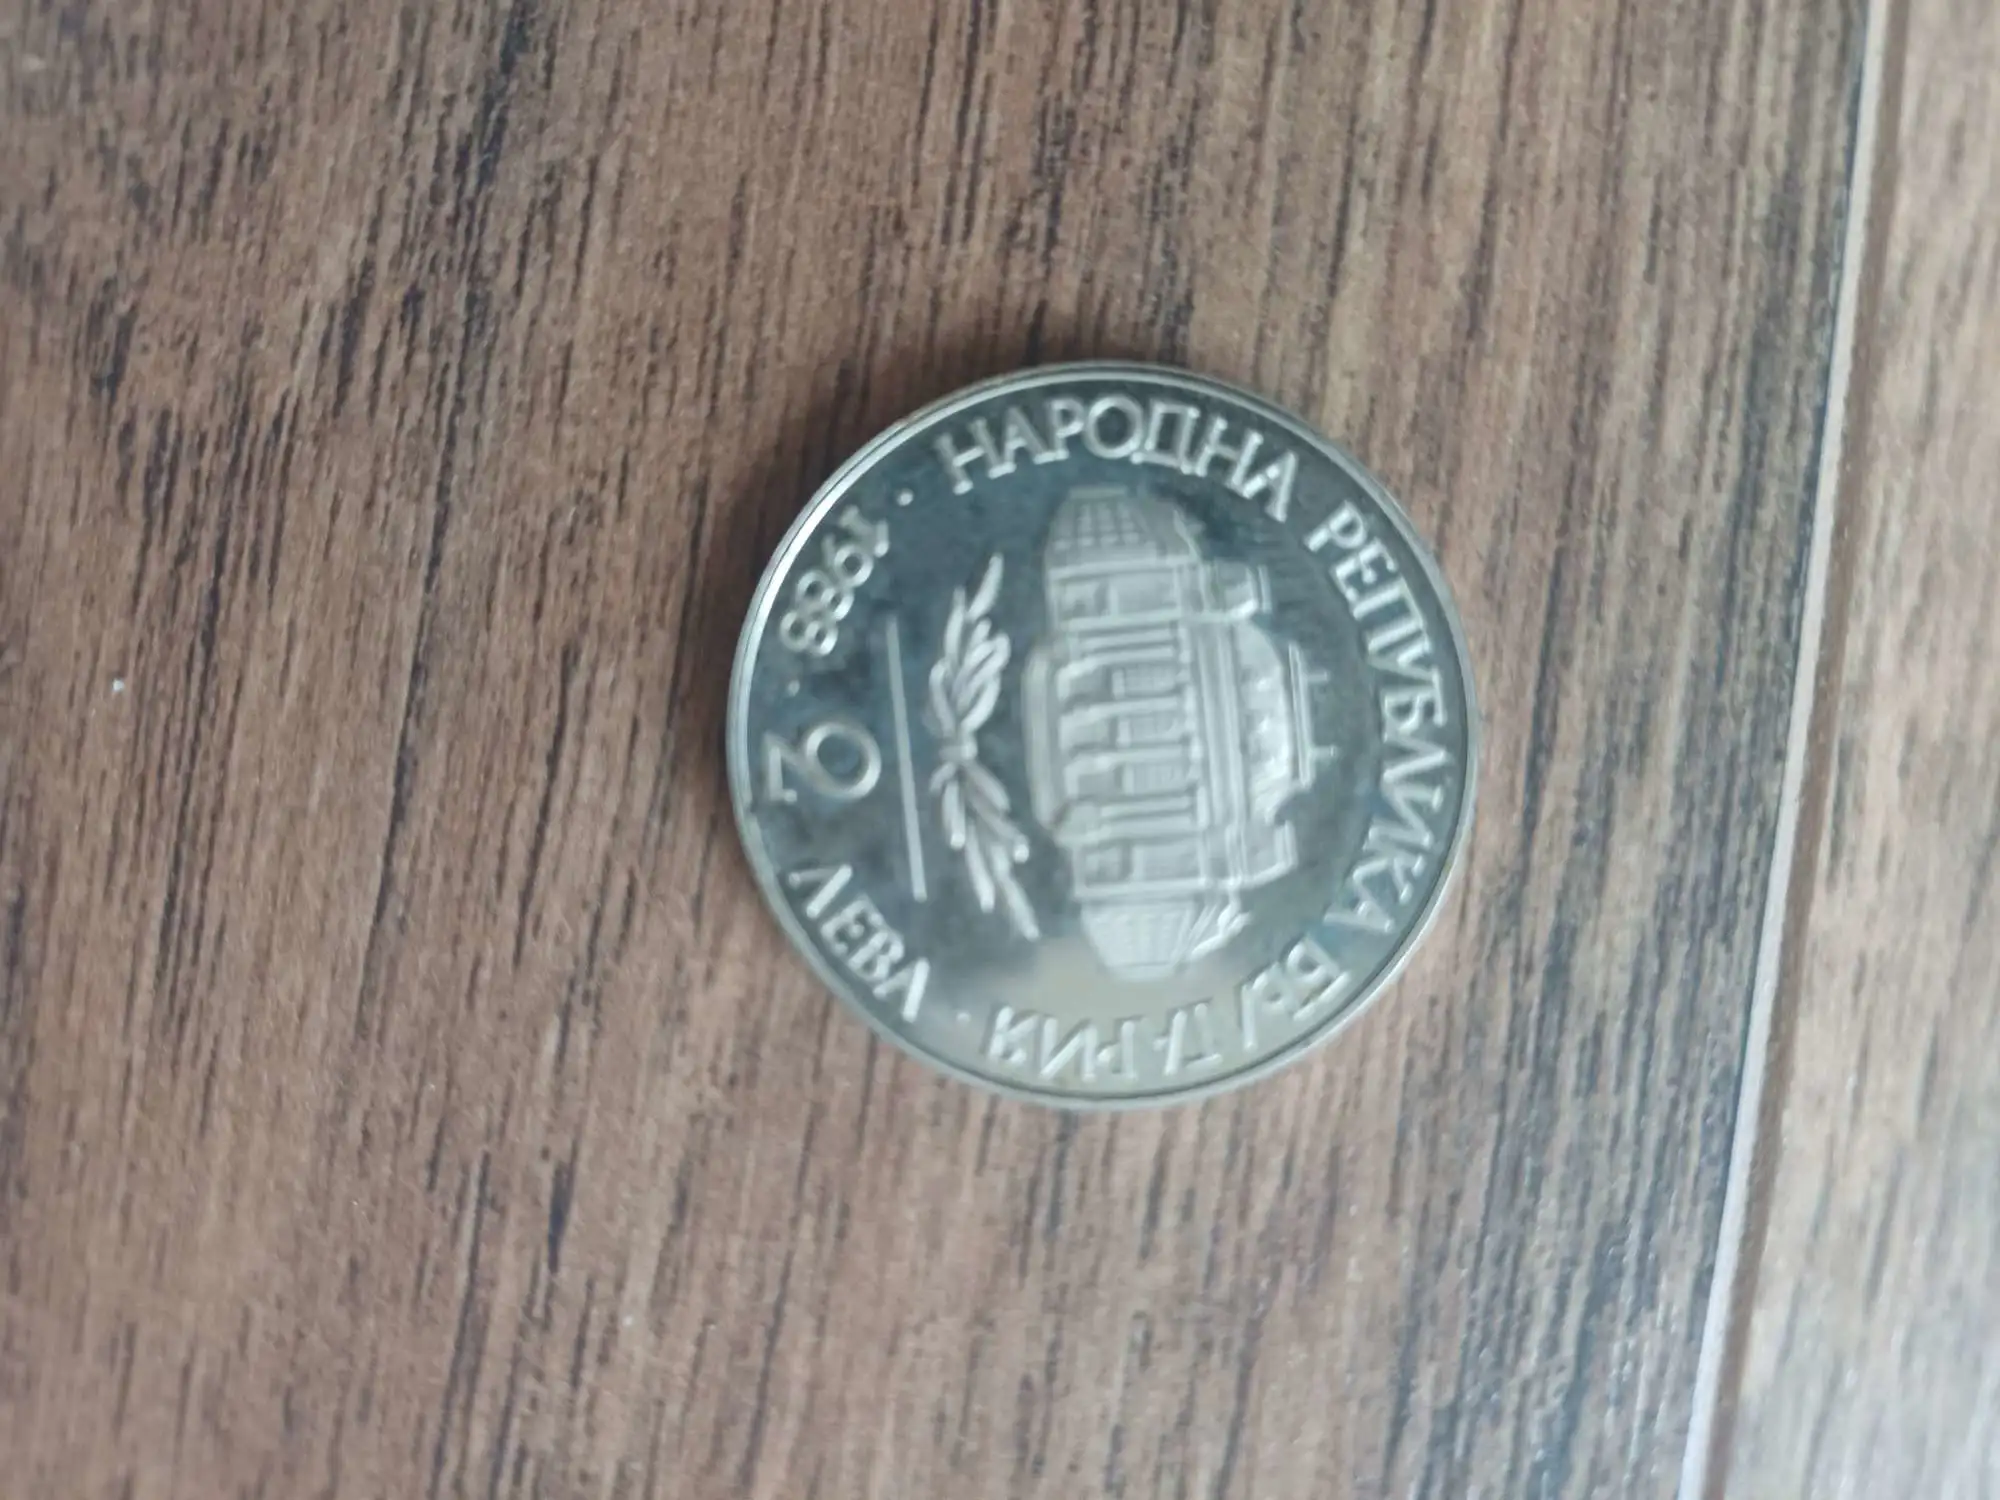 НАРОДНА РЕПУБЛИКА БЪЛГАРИЯ
· 1988 ·
2
ЛЕВА